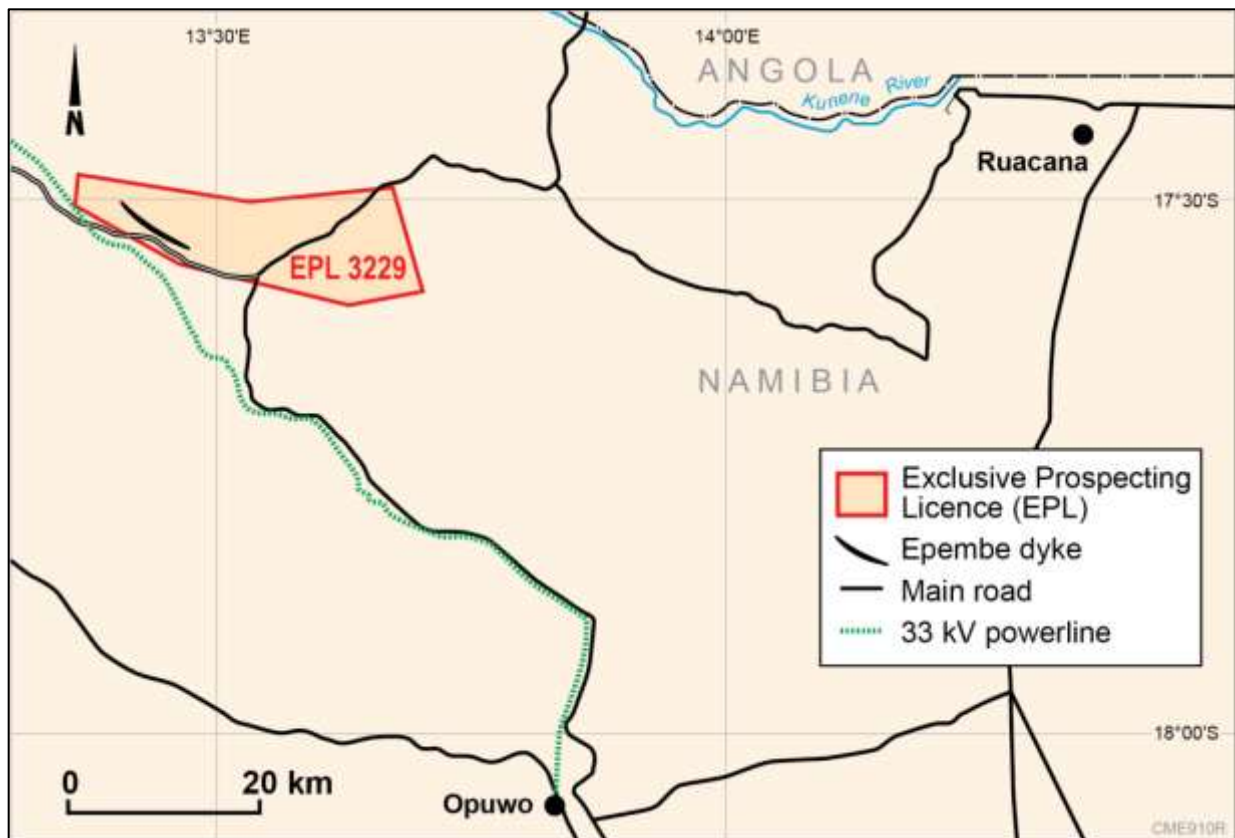 13°30'E
14°00'E
ANGOLA
Kunene River
N
Ruacana
17°30'S
EPL 3229
NAMIBIA
Exclusive Prospecting
Licence (EPL)
Epembe dyke
Main road
33 kV powerline
18°00'S
0 20 km
Opuwo
CME910R